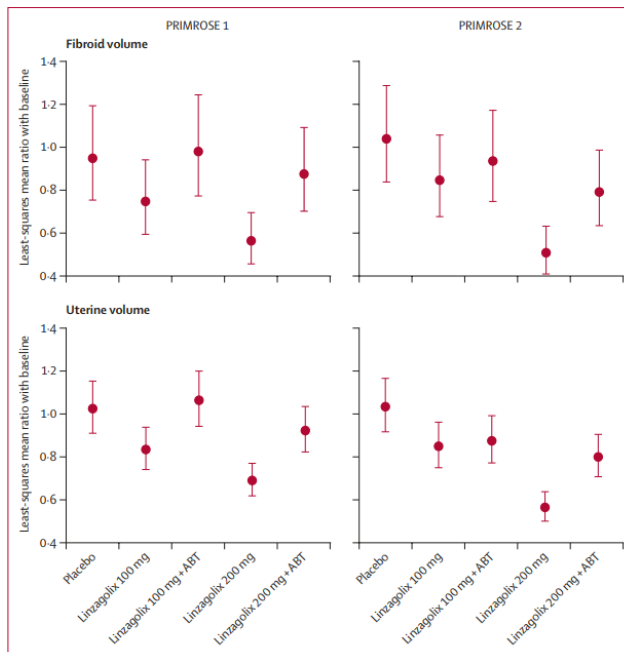 PRIMROSE 1
PRIMROSE 2
Fibroid volume
Least-squares mean ratio with baseline
1·4
1·2
1·0
0·8
0·6
0·4
Uterine volume
Least-squares mean ratio with baseline
1·4
1·2
1·0
0·8
0·6
0·4
Placebo
Linzagolix 100 mg
Linzagolix 100 mg +ABT
Linzagolix 200 mg
Linzagolix 200 mg +ABT
Placebo
Linzagolix 100 mg
Linzagolix 100 mg +ABT
Linzagolix 200 mg
Linzagolix 200 mg +ABT